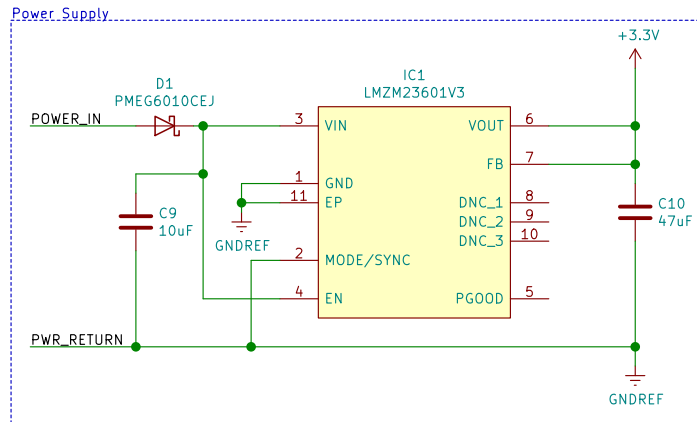 Power Supply
+3.3V
IC1
LMZM23601V3
D1
PMEG6010CEJ
POWER_IN
3 VIN VOUT 6
FB 7
1 GND
11 EP DNC_1 8
DNC_2 9
DNC_3 10
C9
10uF
C10
47uF
GNDREF
2 MODE/SYNC
4 EN PGOOD 5
PWR_RETURN
GNDREF